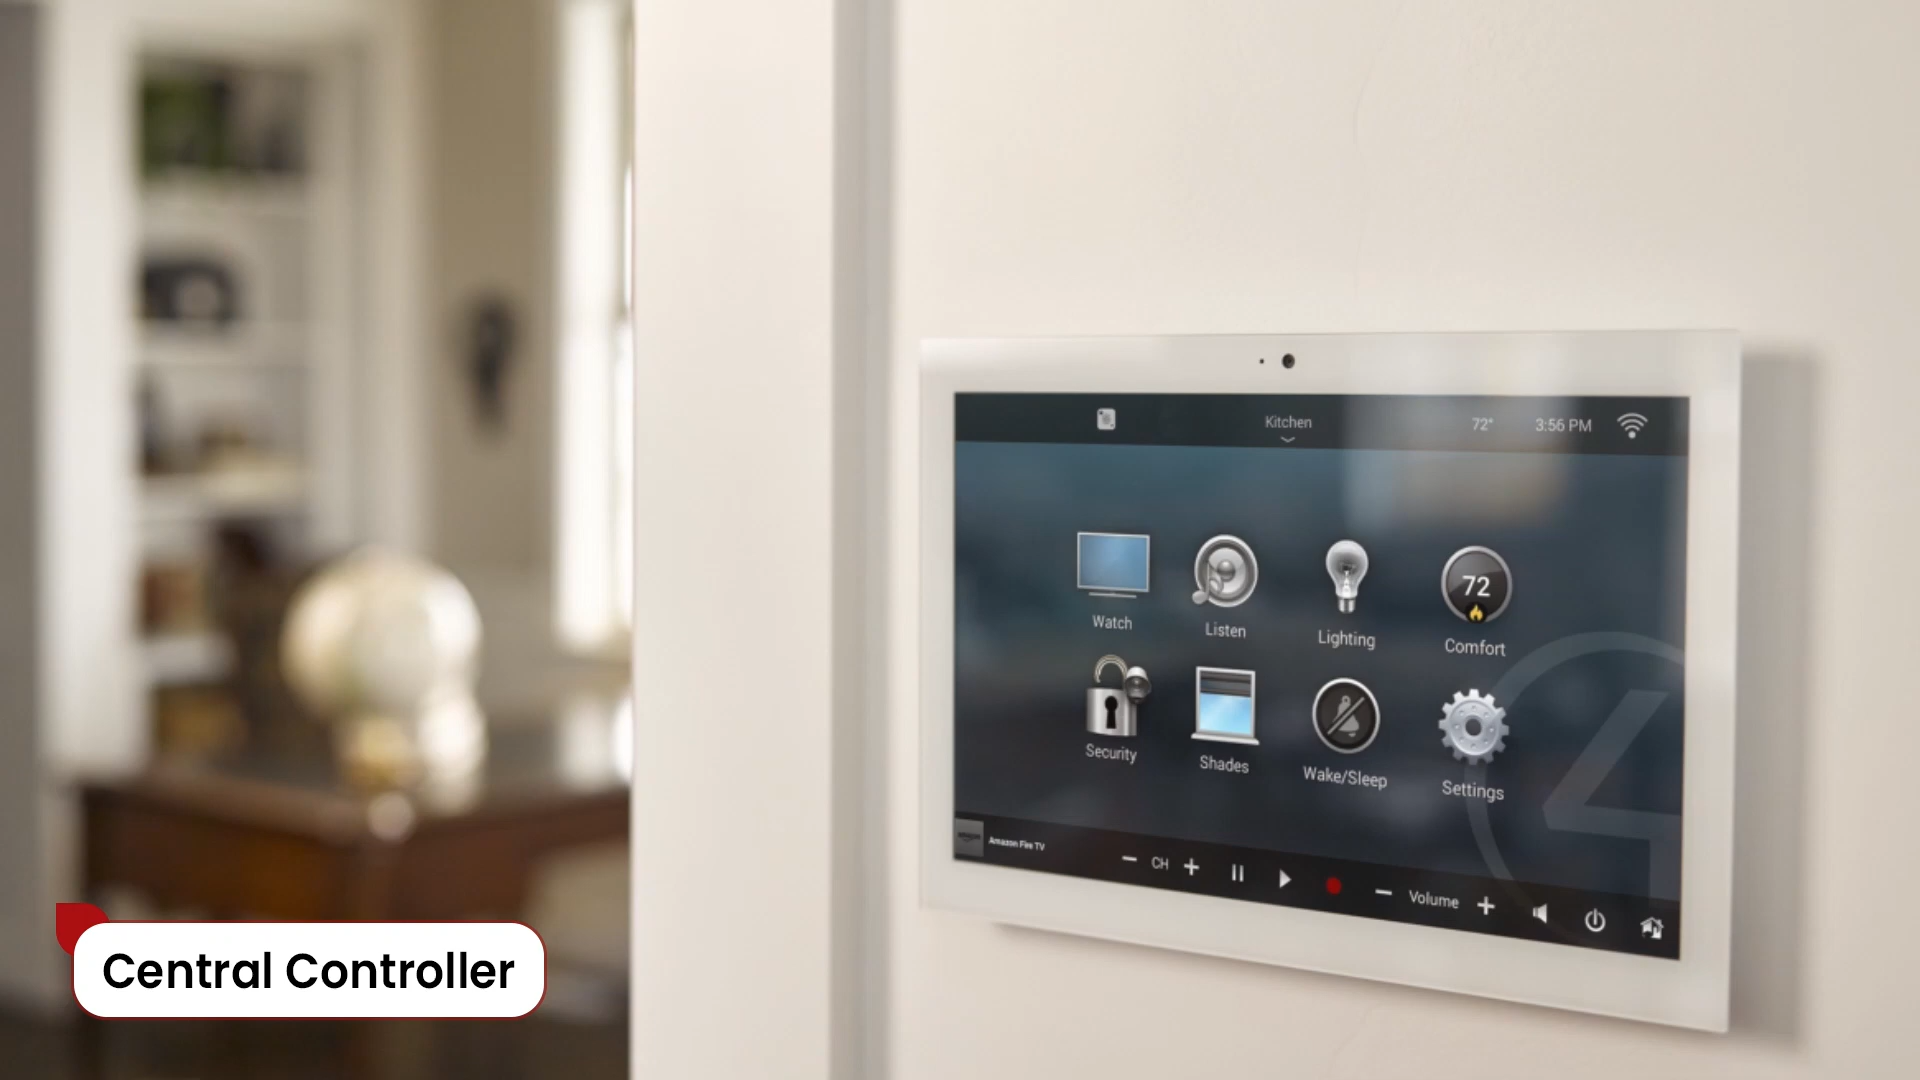 Kitchen
72°
3:56 PM
Watch
Listen
Lighting
72
Comfort
Security
Shades
Wake/Sleep
Settings
4
Amazon Fire TV
CH
Volume
Central Controller